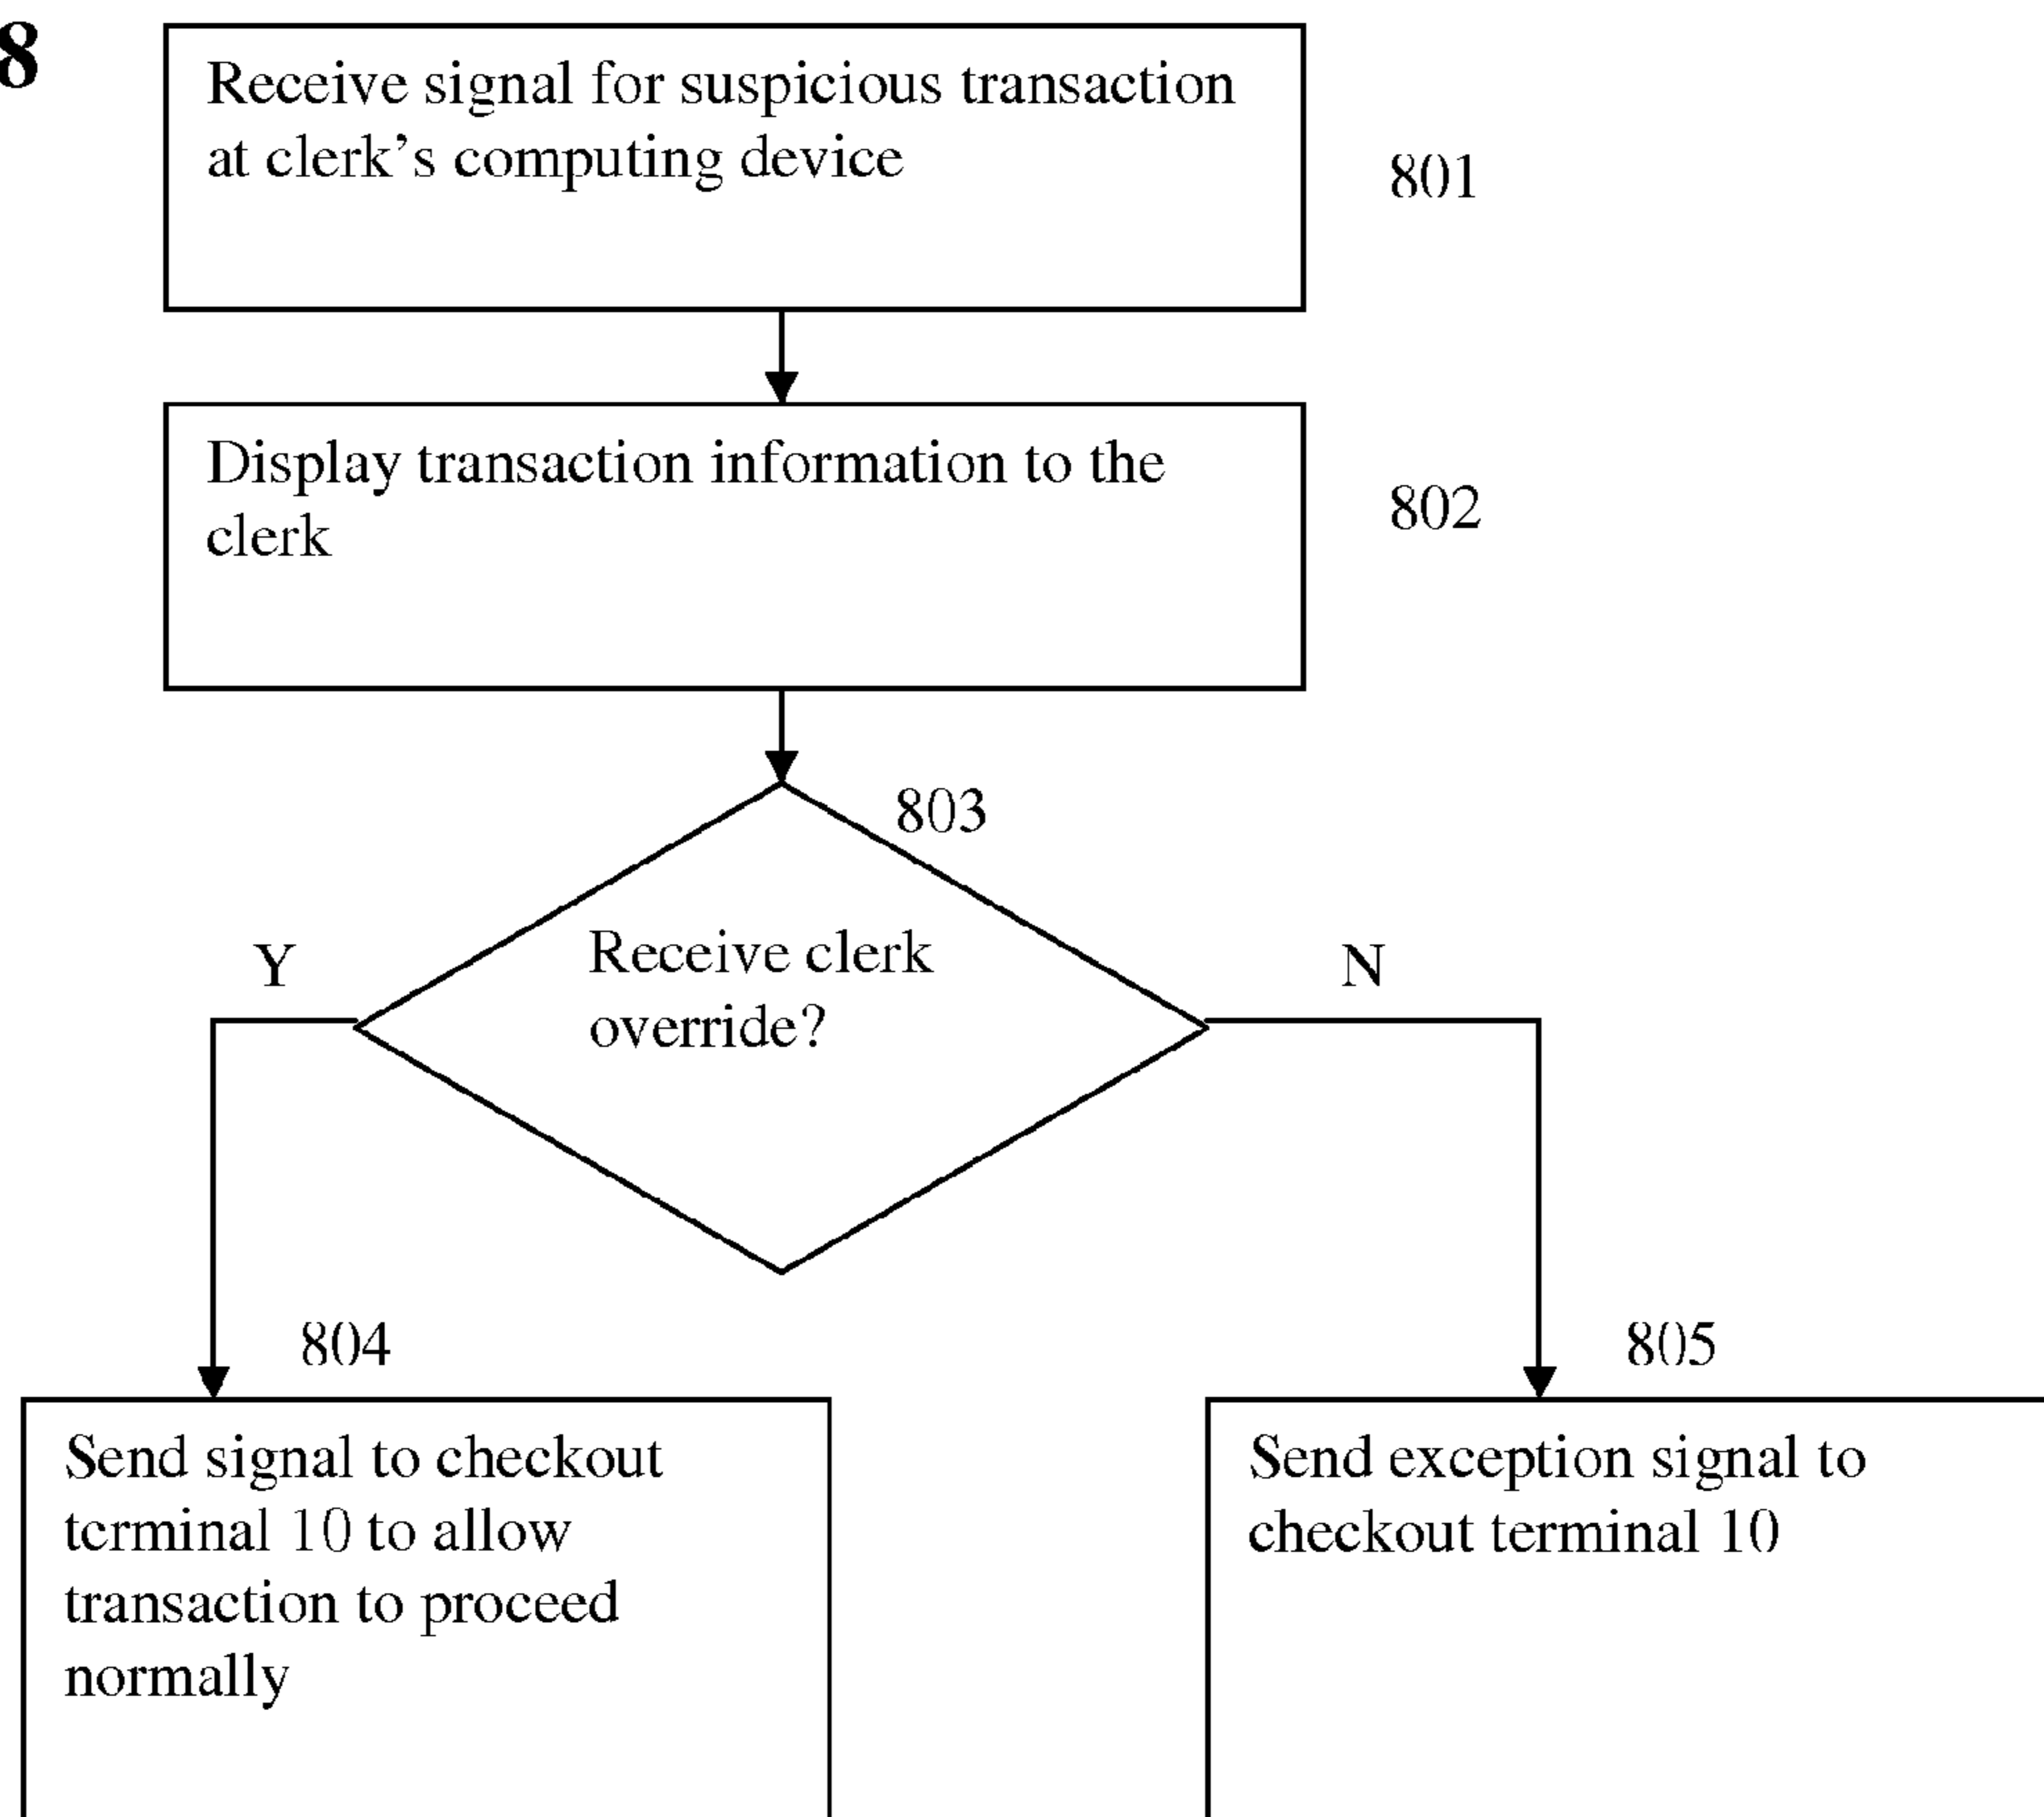 8
Receive signal for suspicious transaction
at clerk’s computing device
801
Display transaction information to the
clerk
802
803
Receive clerk
override?
Y
N
804
805
Send signal to checkout
terminal 10 to allow
transaction to proceed
normally
Send exception signal to
checkout terminal 10